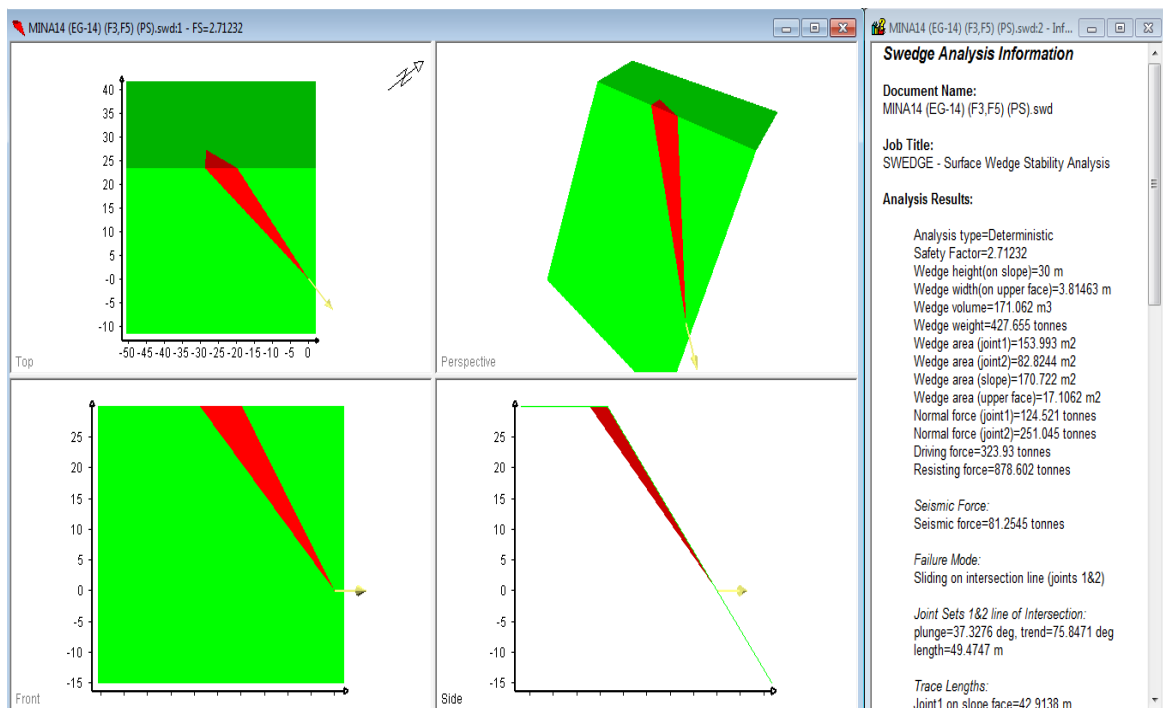 MINA14 (EG-14) (F3,F5) (PS).swd:1 - FS=2.71232
40
35
30
25
20
15
10
5
-0
-5
-10
-50 -45 -40 -35 -30 -25 -20 -15 -10 -5 0
N
Top
Perspective
25
20
15
10
5
0
-5
-10
-15
Front
25
20
15
10
5
0
-5
-10
-15
Side
MINA14 (EG-14) (F3,F5) (PS).swd:2 - Inf...
Swedge Analysis Information
Document Name:
MINA14 (EG-14) (F3,F5) (PS).swd
Job Title:
SWEDGE - Surface Wedge Stability Analysis
Analysis Results:
Analysis type=Deterministic
Safety Factor=2.71232
Wedge height(on slope)=30 m
Wedge width(on upper face)=3.81463 m
Wedge volume=171.062 m3
Wedge weight=427.655 tonnes
Wedge area (joint1)=153.993 m2
Wedge area (joint2)=82.8244 m2
Wedge area (slope)=170.722 m2
Wedge area (upper face)=17.1062 m2
Normal force (joint1)=124.521 tonnes
Normal force (joint2)=251.045 tonnes
Driving force=323.93 tonnes
Resisting force=878.602 tonnes
Seismic Force:
Seismic force=81.2545 tonnes
Failure Mode:
Sliding on intersection line (joints 1&2)
Joint Sets 1&2 line of Intersection:
plunge=37.3276 deg, trend=75.8471 deg
length=49.4747 m
Trace Lengths:
Joint1 on slope face=42.9138 m